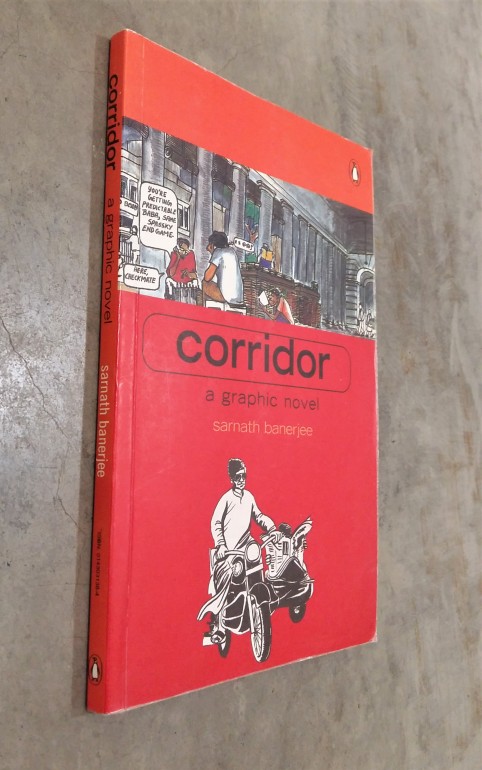 corridor
a graphic novel
sarnath banerjee
YOU'RE
GETTING
PREDICTABLE
BABA, SAME
SPASSKY
END GAME.
HERE,
CHECKMATE
corridor
a graphic novel
sarnath banerjee